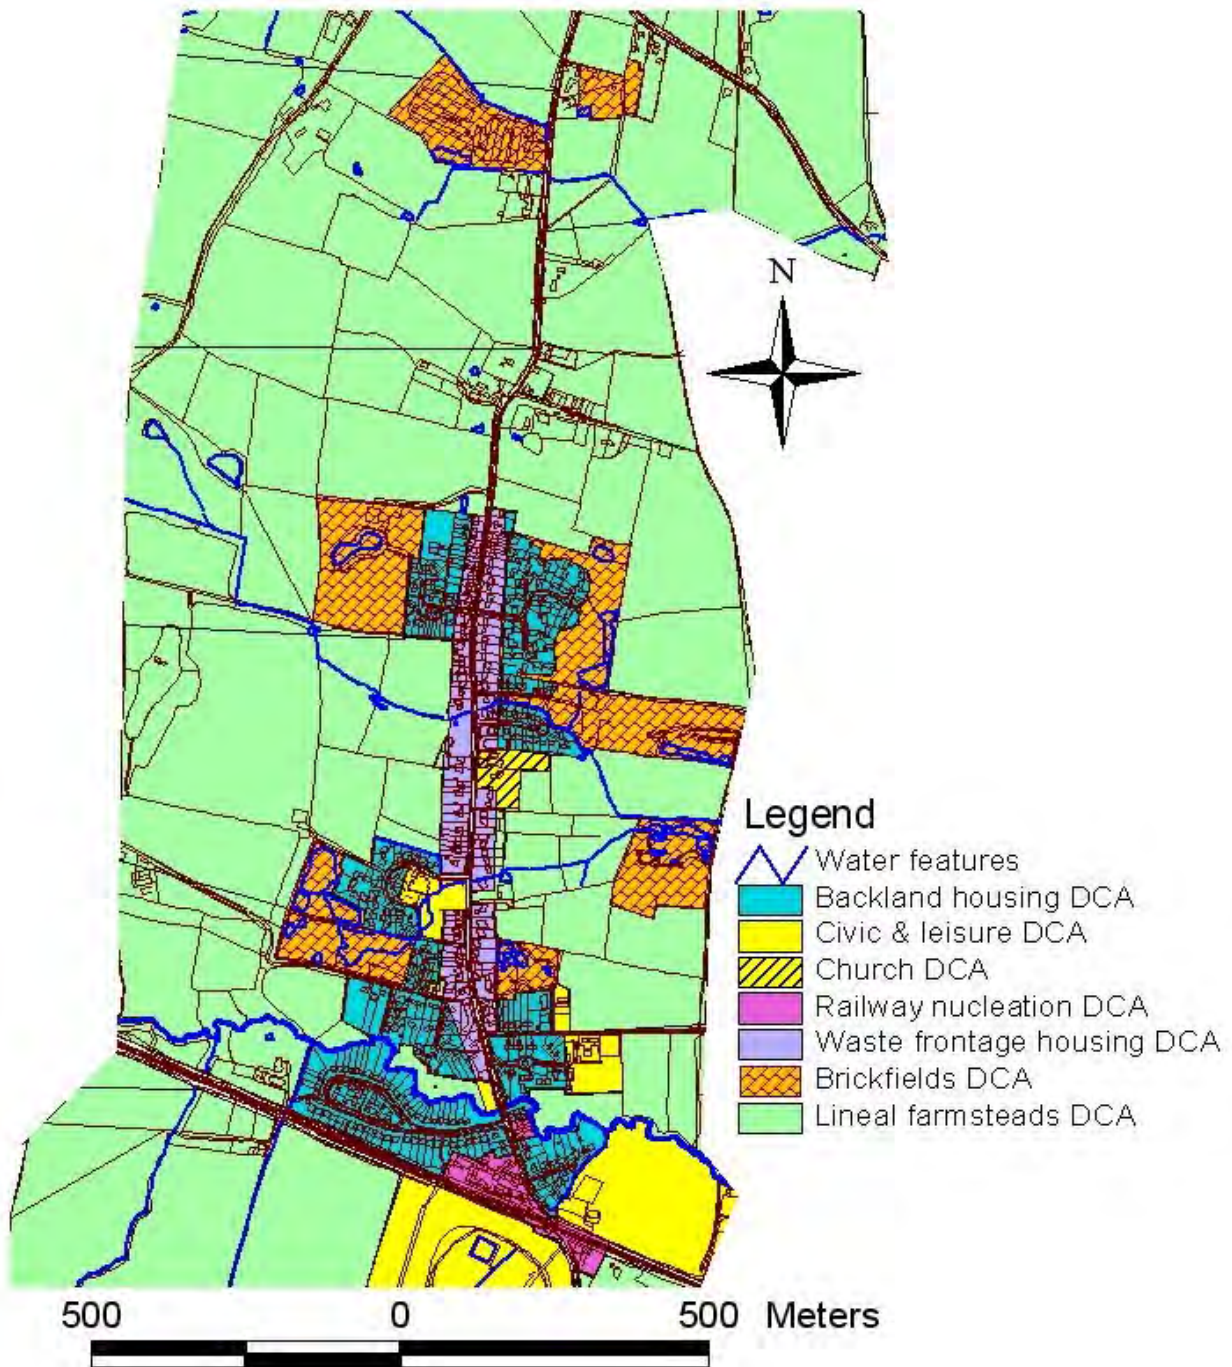 N
Legend
Water features
Backland housing DCA
Civic & leisure DCA
Church DCA
Railway nucleation DCA
Waste frontage housing DCA
Brickfields DCA
Lineal farmsteads DCA
500 0 500 Meters